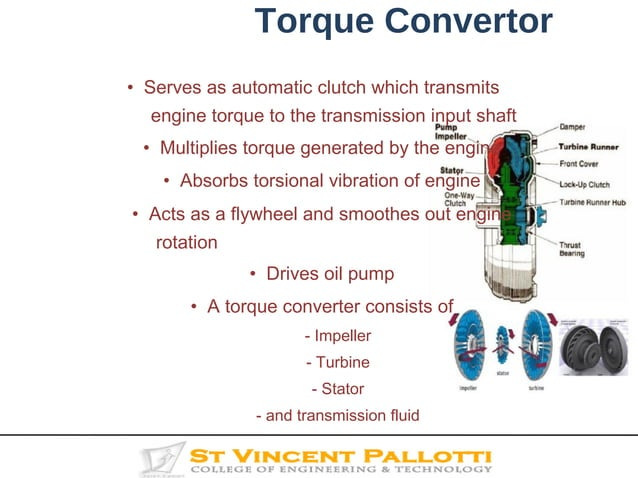 Torque Convertor
• Serves as automatic clutch which transmits
engine torque to the transmission input shaft
• Multiplies torque generated by the engine
• Absorbs torsional vibration of engine
• Acts as a flywheel and smoothes out engine
rotation
• Drives oil pump
• A torque converter consists of
- Impeller
- Turbine
- Stator
- and transmission fluid
Pump
Impeller
Stator
One-Way
Clutch
Damper
Turbine Runner
Front Cover
Lock-Up Clutch
Turbine Runner Hub
Thrust
Bearing
impeller
stator
turbine
St Vincent Pallotti
College of Engineering & Technology